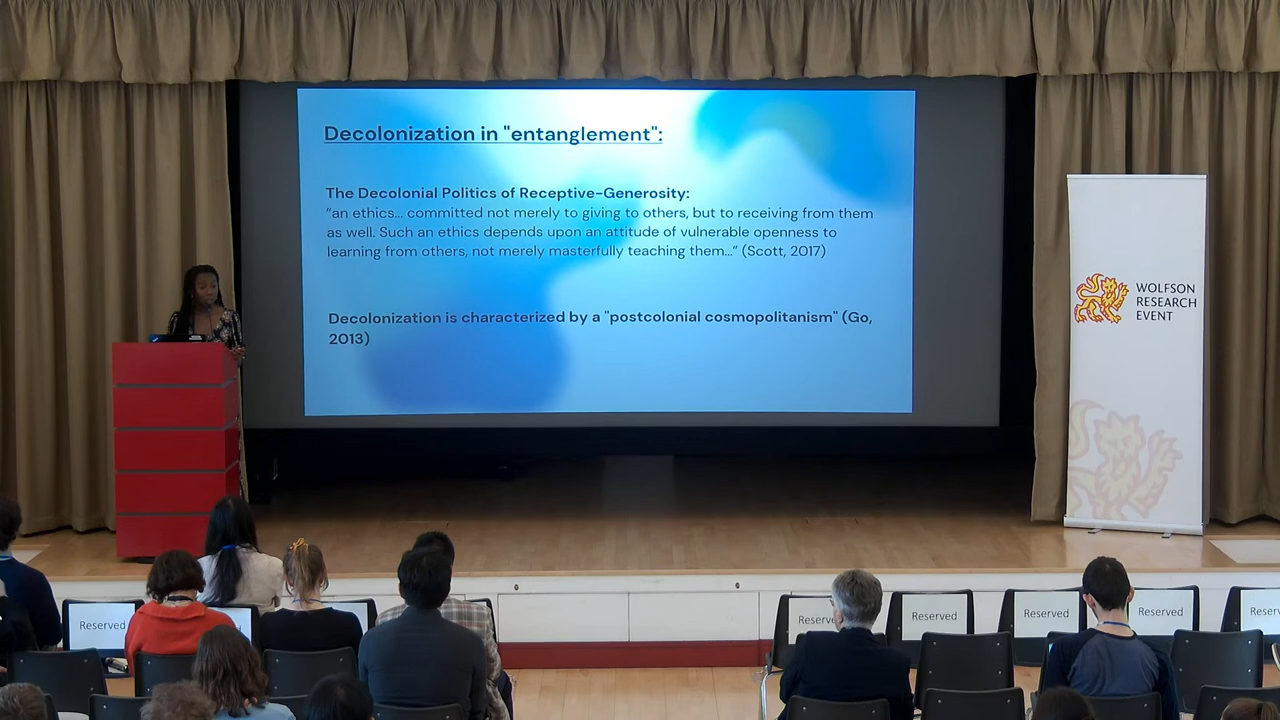 Decolonization in "entanglement":
The Decolonial Politics of Receptive-Generosity:
“an ethics... committed not merely to giving to others, but to receiving from them
as well. Such an ethics depends upon an attitude of vulnerable openness to
learning from others, not merely masterfully teaching them...” (Scott, 2017)
Decolonization is characterized by a "postcolonial cosmopolitanism" (Go,
2013)
WOLFSON
RESEARCH
EVENT
Reserved
Reserved
Reserved
Reserved